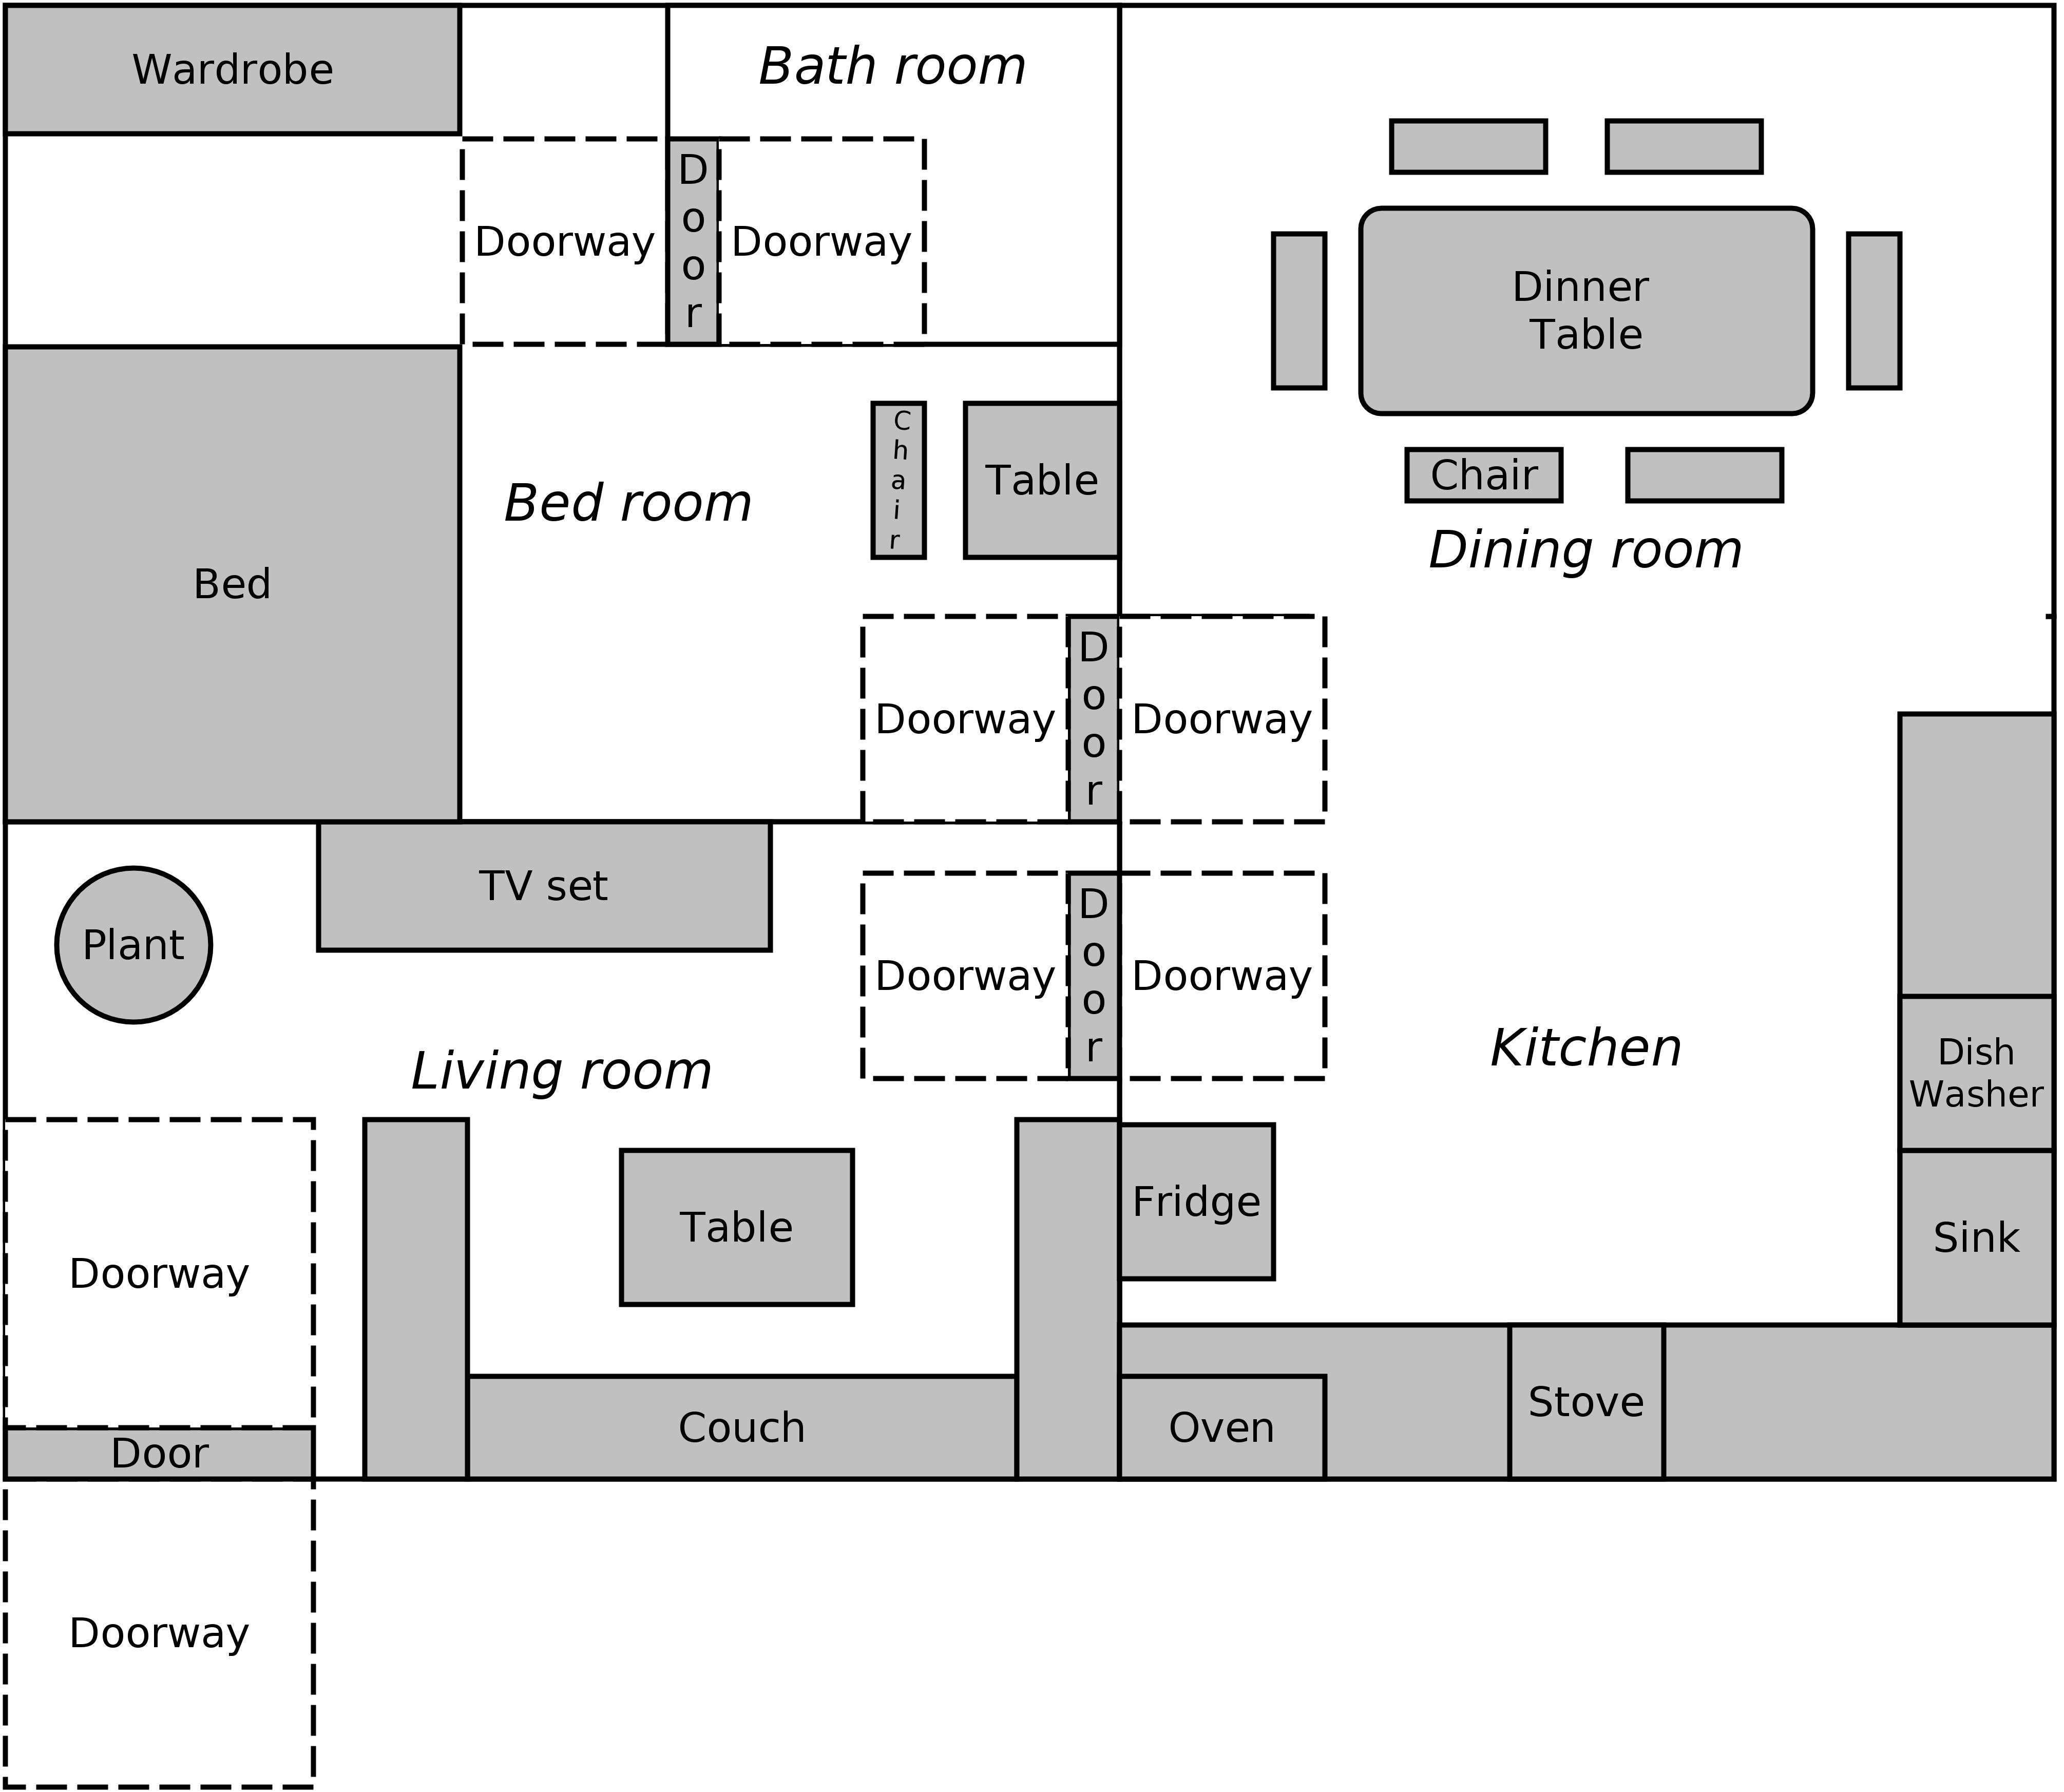 Wardrobe
Bath room
Doorway
Door
Doorway
Dinner
Table
Chair
Table
Chair
Bed room
Dining room
Bed
Doorway
Door
Doorway
TV set
Plant
Doorway
Door
Doorway
Living room
Kitchen
Dish
Washer
Table
Fridge
Sink
Doorway
Couch
Oven
Stove
Door
Doorway